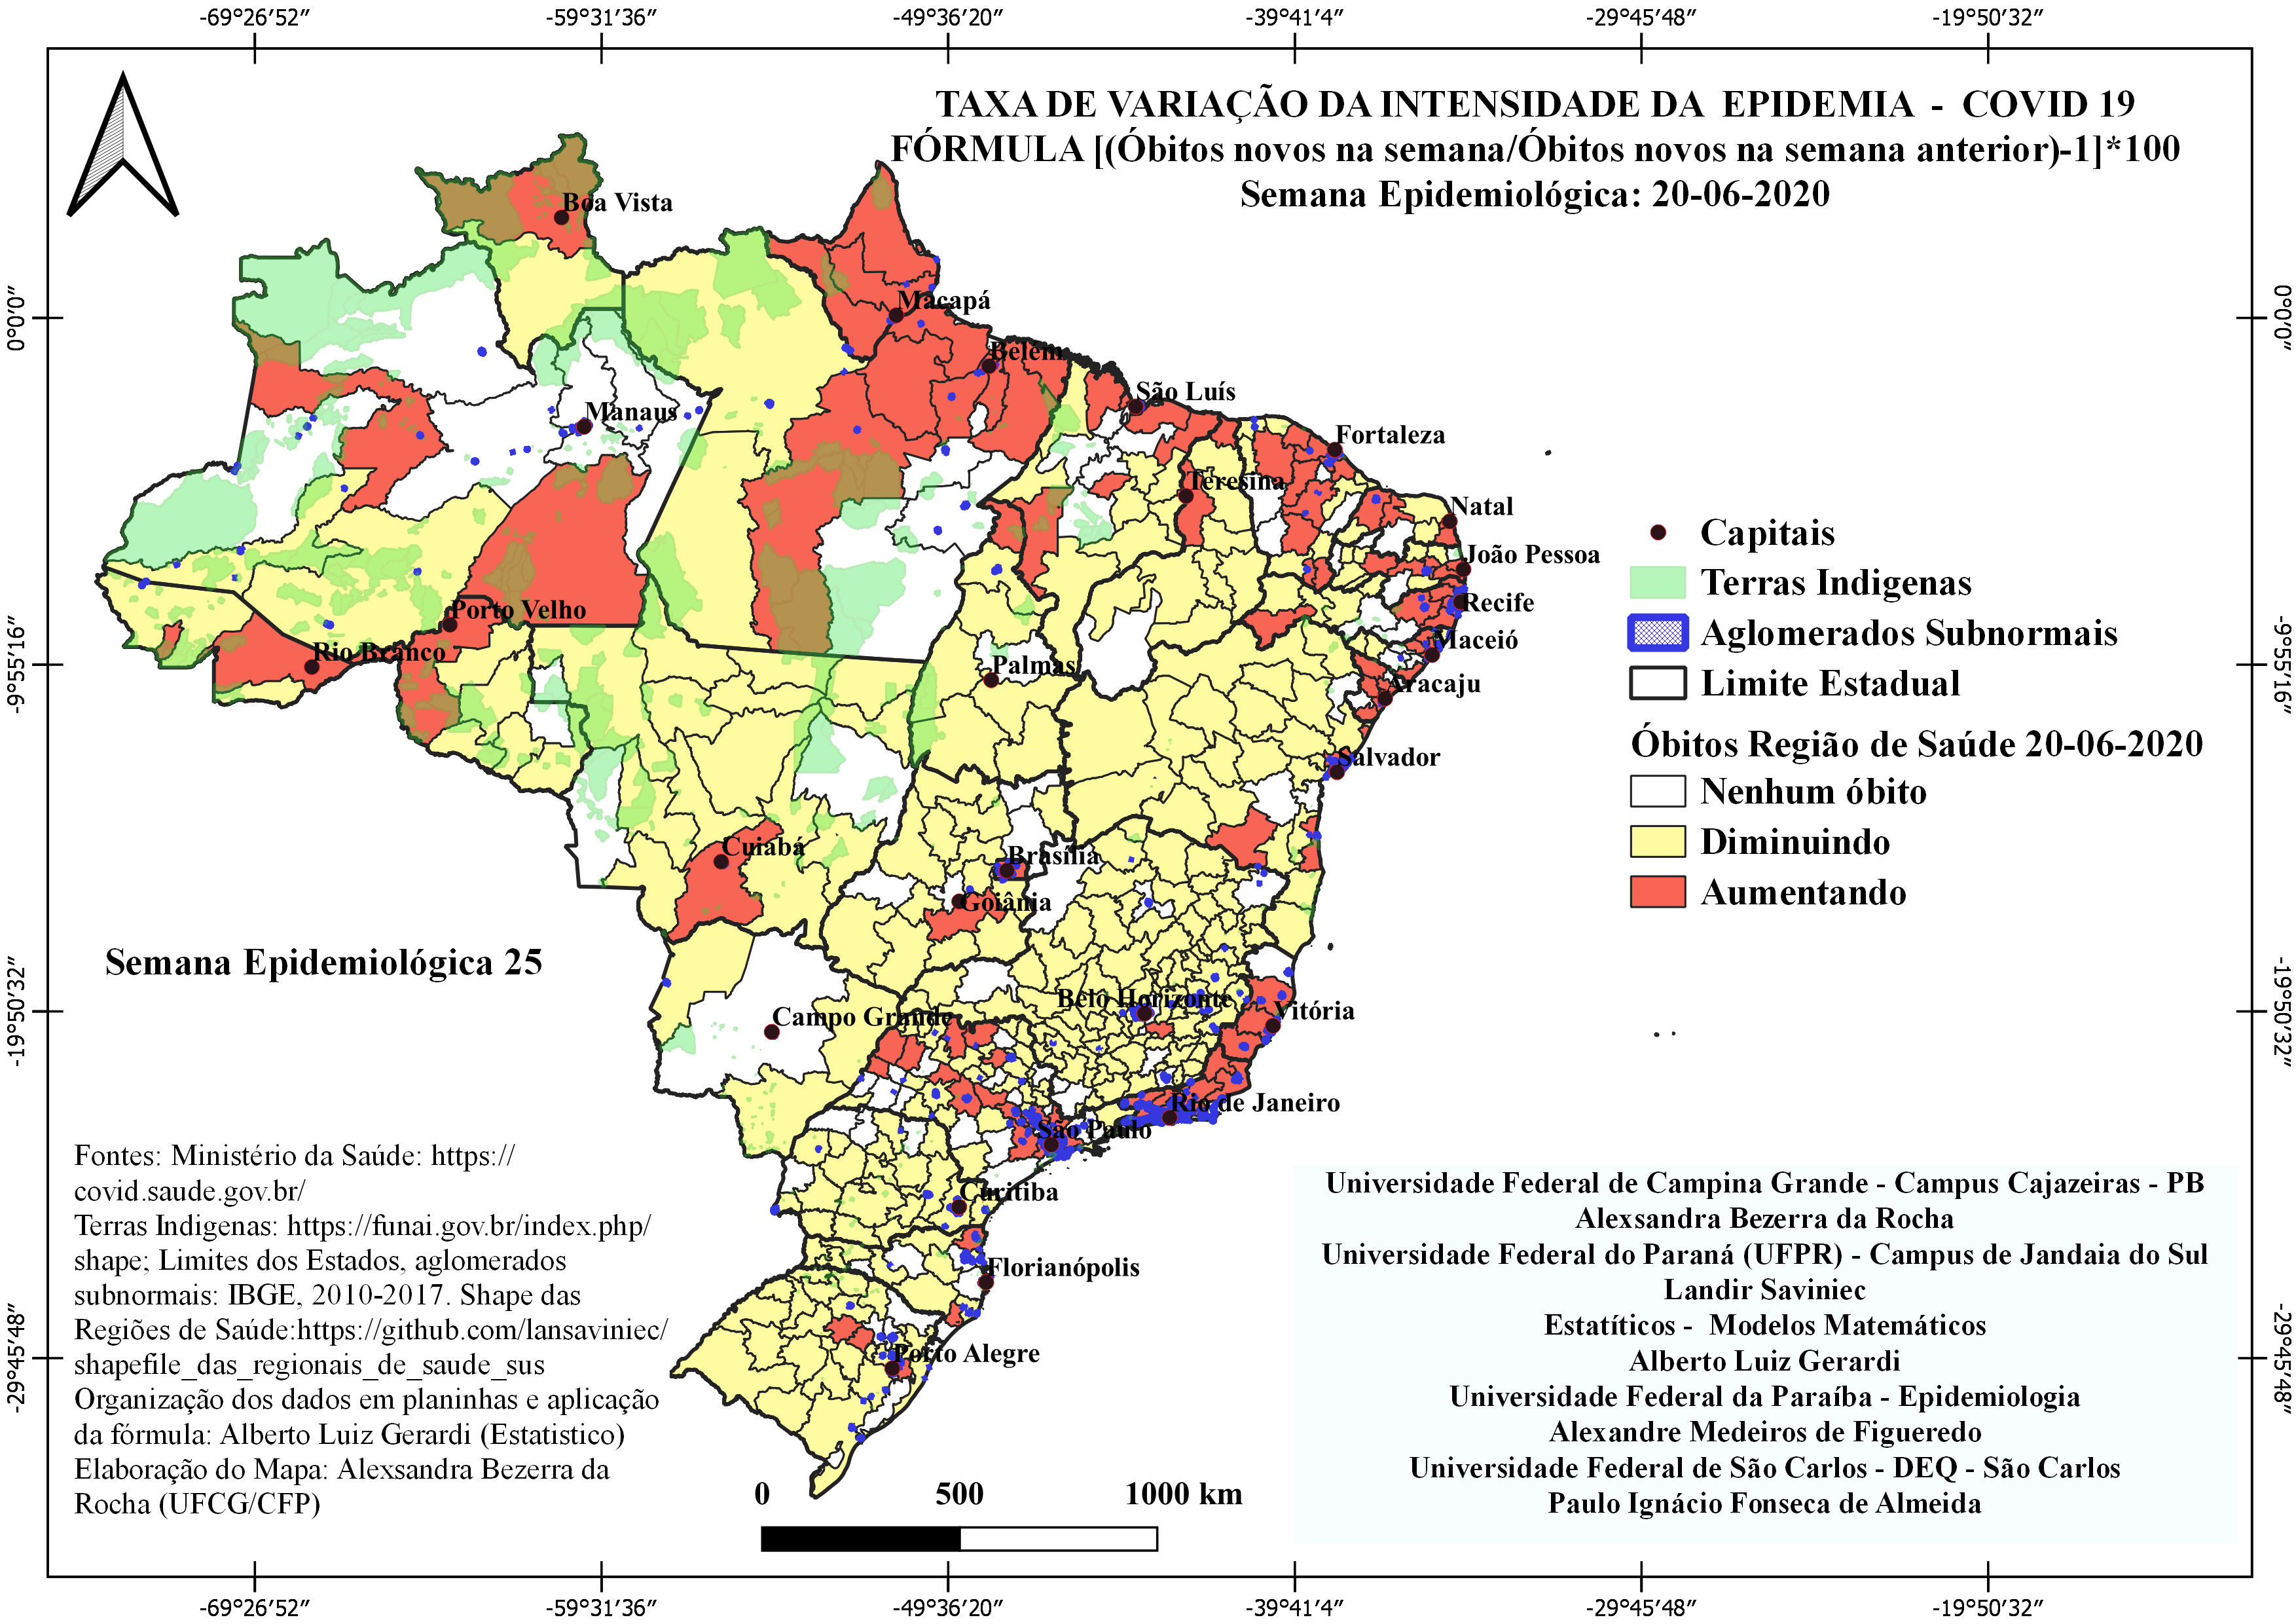 -69°26′52″ -59°31′36″ -49°36′20″ -39°41′4″ -29°45′48″ -19°50′32″
TAXA DE VARIAÇÃO DA INTENSIDADE DA EPIDEMIA - COVID 19
FÓRMULA [(Óbitos novos na semana/Óbitos novos na semana anterior)-1]*100
Semana Epidemiológica: 20-06-2020
Boa Vista
0°0′0″
0°0′0″
Macapá
Belém
São Luís
Manaus
Fortaleza
Teresina
Natal
João Pessoa
Recife
Porto Velho
Maceió
Rio Branco
Palmas
Aracaju
-9°55′16″
-9°55′16″
Salvador
Cuiabá
Brasília
Goiânia
Capitais
Terras Indigenas
Aglomerados Subnormais
Limite Estadual
Óbitos Região de Saúde 20-06-2020
Nenhum óbito
Diminuindo
Aumentando
Semana Epidemiológica 25
Belo Horizonte
Vitória
Campo Grande
-19°50′32″
-19°50′32″
Rio de Janeiro
São Paulo
Curitiba
Florianópolis
Porto Alegre
-29°45′48″
-29°45′48″
Fontes: Ministério da Saúde: https://
covid.saude.gov.br/
Terras Indigenas: https://funai.gov.br/index.php/
shape; Limites dos Estados, aglomerados
subnormais: IBGE, 2010-2017. Shape das
Regiões de Saúde:https://github.com/lansaviniec/
shapefile_das_regionais_de_saude_sus
Organização dos dados em planinhas e aplicação
da fórmula: Alberto Luiz Gerardi (Estatistico)
Elaboração do Mapa: Alexsandra Bezerra da
Rocha (UFCG/CFP)
0 500 1000 km
Universidade Federal de Campina Grande - Campus Cajazeiras - PB
Alexsandra Bezerra da Rocha
Universidade Federal do Paraná (UFPR) - Campus de Jandaia do Sul
Landir Saviniec
Estatíticos - Modelos Matemáticos
Alberto Luiz Gerardi
Universidade Federal da Paraíba - Epidemiologia
Alexandre Medeiros de Figueredo
Universidade Federal de São Carlos - DEQ - São Carlos
Paulo Ignácio Fonseca de Almeida
-69°26′52″ -59°31′36″ -49°36′20″ -39°41′4″ -29°45′48″ -19°50′32″